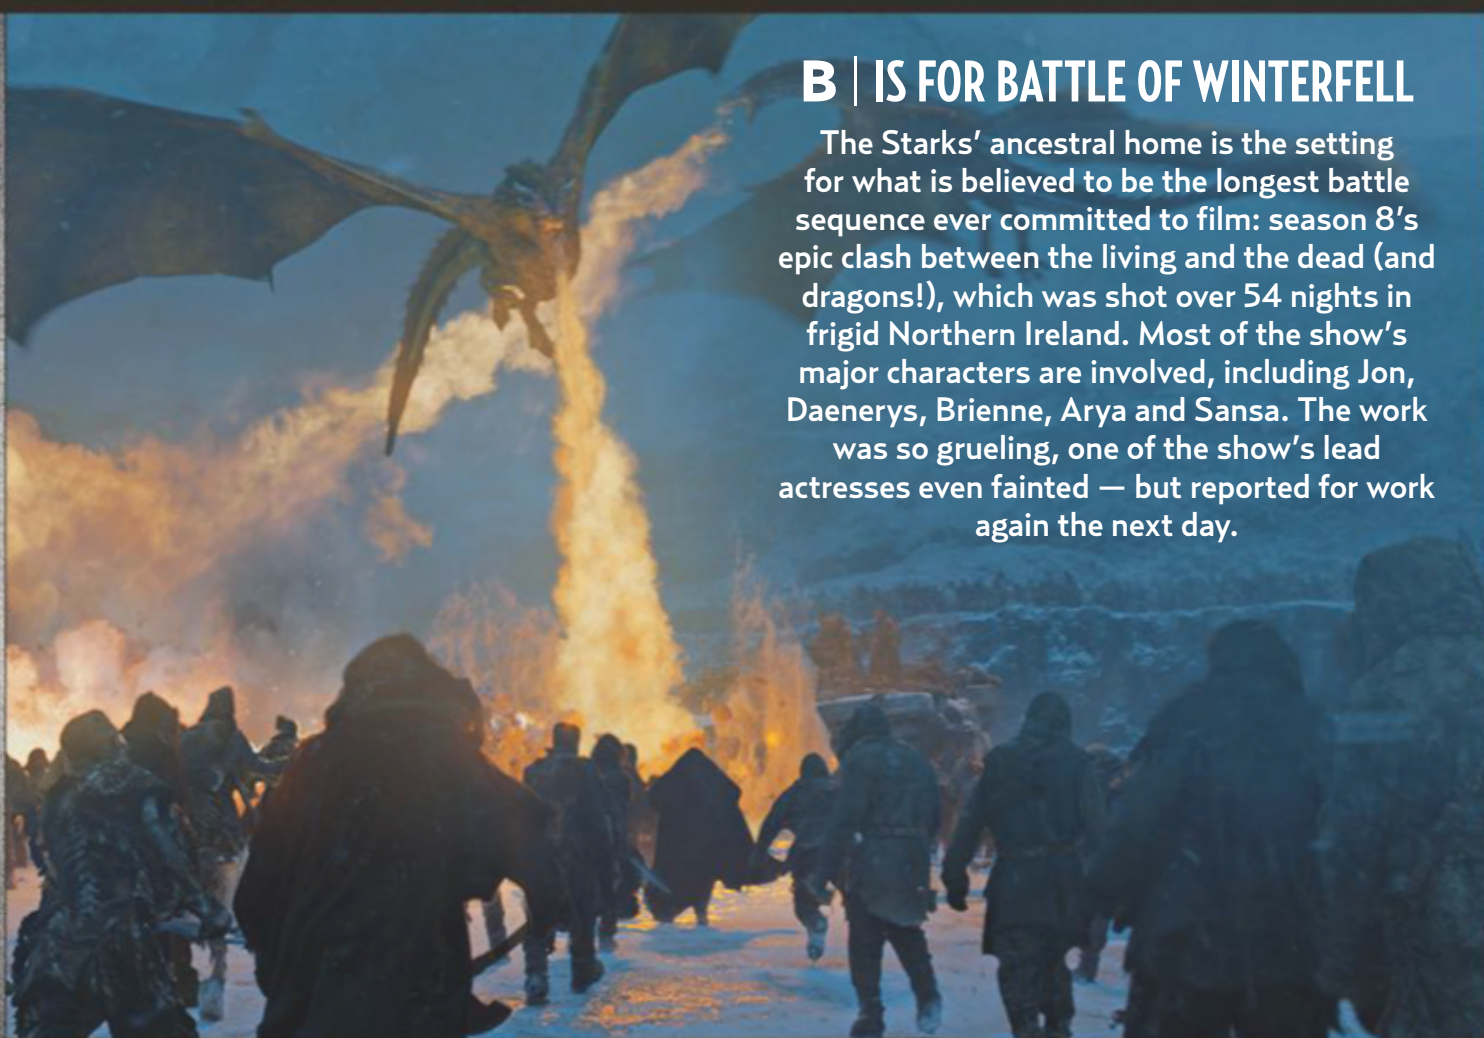 B | IS FOR BATTLE OF WINTERFELL
The Starks’ ancestral home is the setting
for what is believed to be the longest battle
sequence ever committed to film: season 8’s
epic clash between the living and the dead (and
dragons!), which was shot over 54 nights in
frigid Northern Ireland. Most of the show’s
major characters are involved, including Jon,
Daenerys, Brienne, Arya and Sansa. The work
was so grueling, one of the show’s lead
actresses even fainted — but reported for work
again the next day.